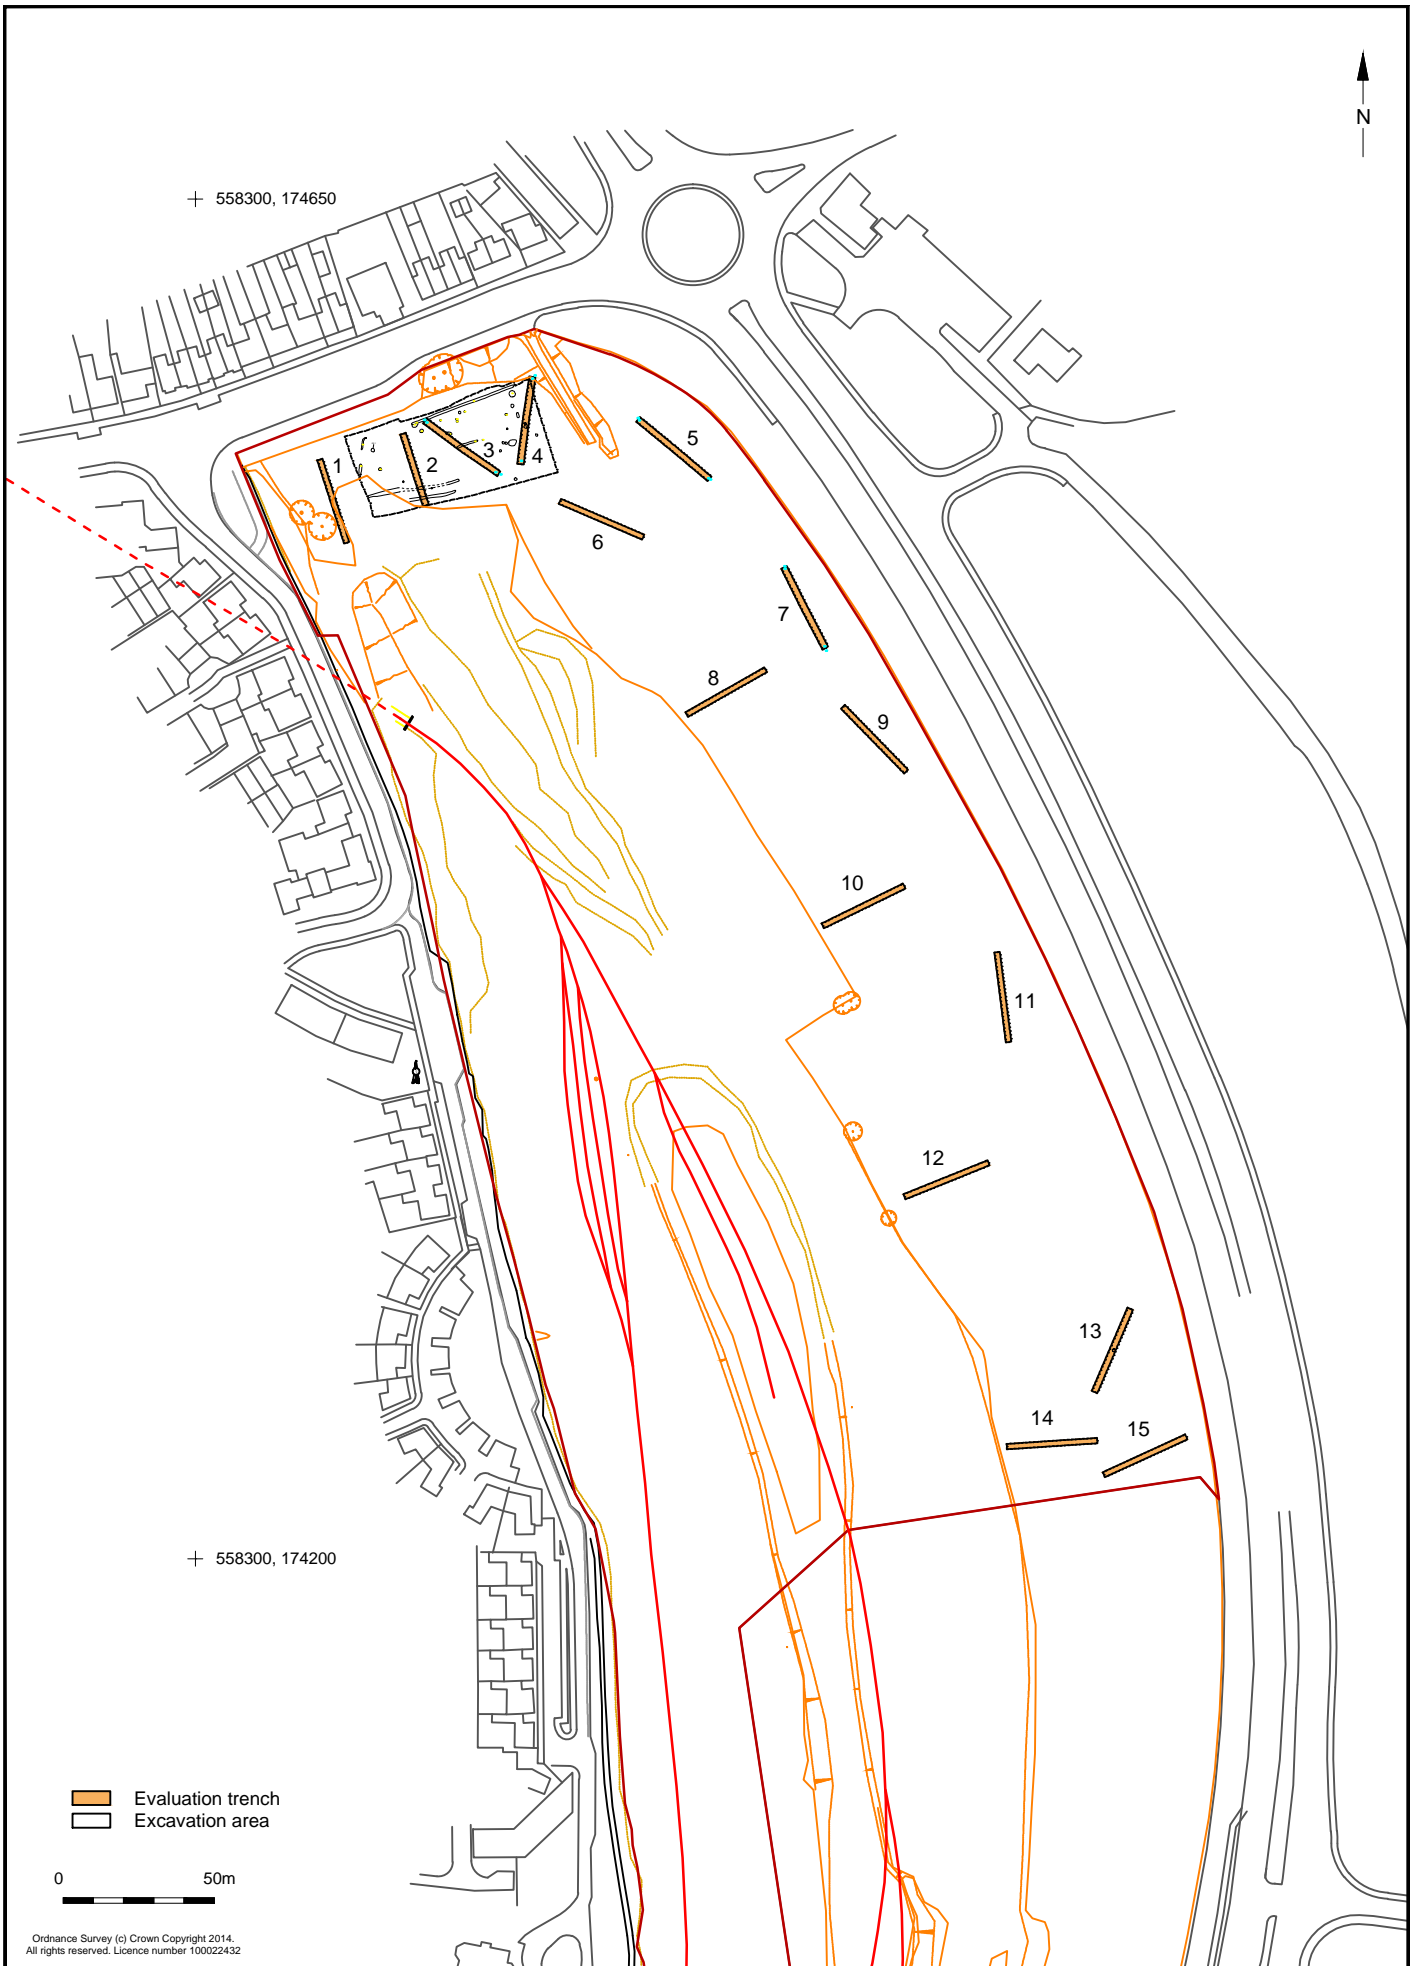 N
558300, 174650
1
2
3
4
5
6
7
8
9
10
11
12
13
14
15
558300, 174200
Evaluation trench
Excavation area
0 50m
Ordnance Survey (c) Crown Copyright 2014.
All rights reserved. Licence number 100022432